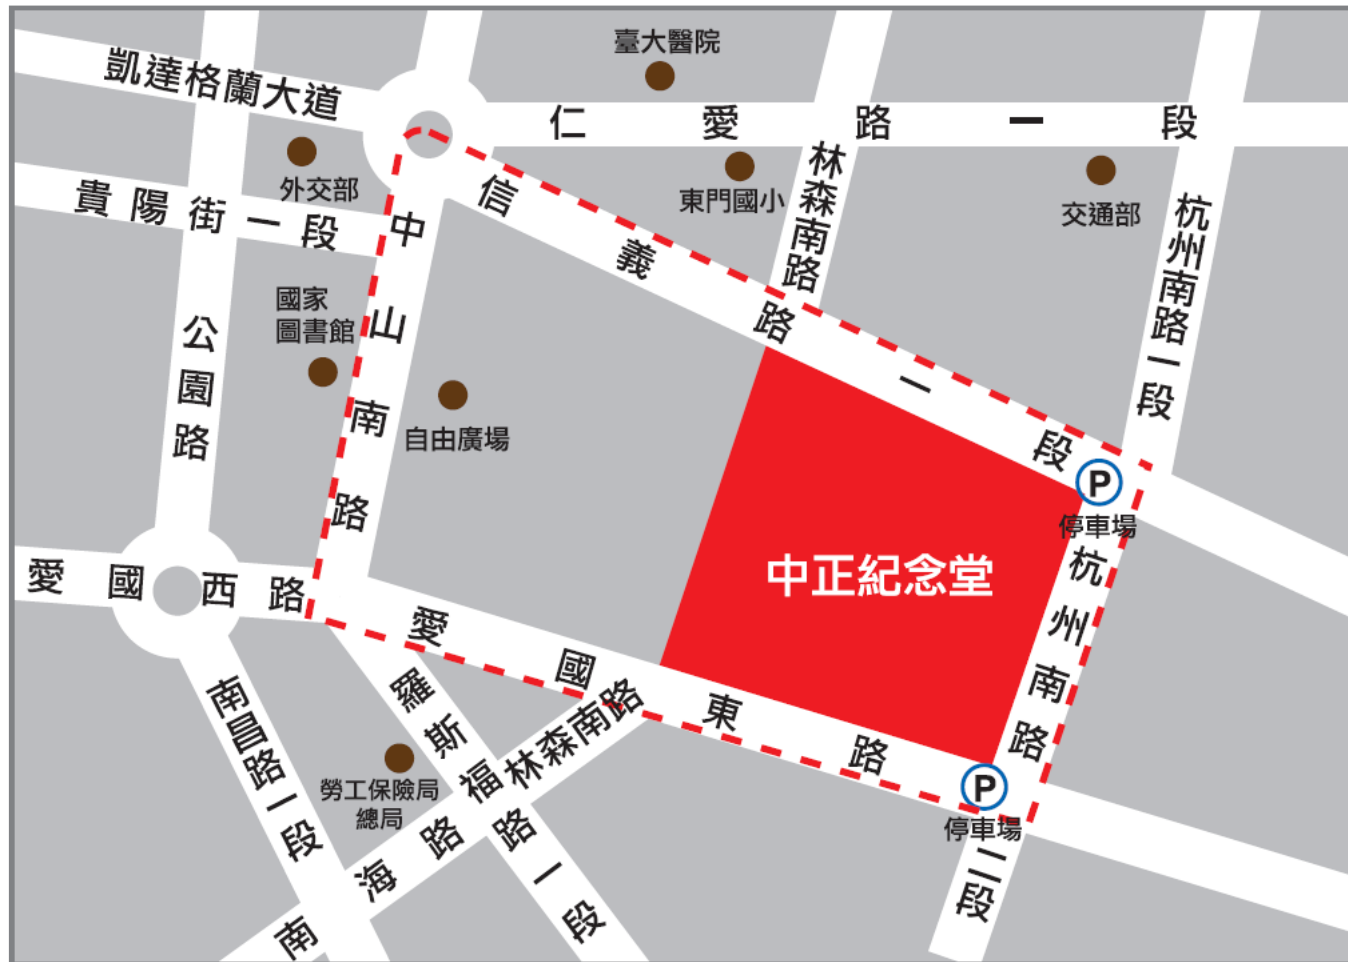 臺大醫院
凱達格蘭大道
仁愛路一段
外交部
東門國小
林森南路
交通部
貴陽街一段
中山南路
信義路一段
杭州南路一段
國家
圖書館
公園路
自由廣場
P
停車場
中正紀念堂
杭州南路二段
愛國西路
愛國東路
羅斯福路一段
林森南路
南昌路一段
勞工保險局
總局
P
停車場
南海路